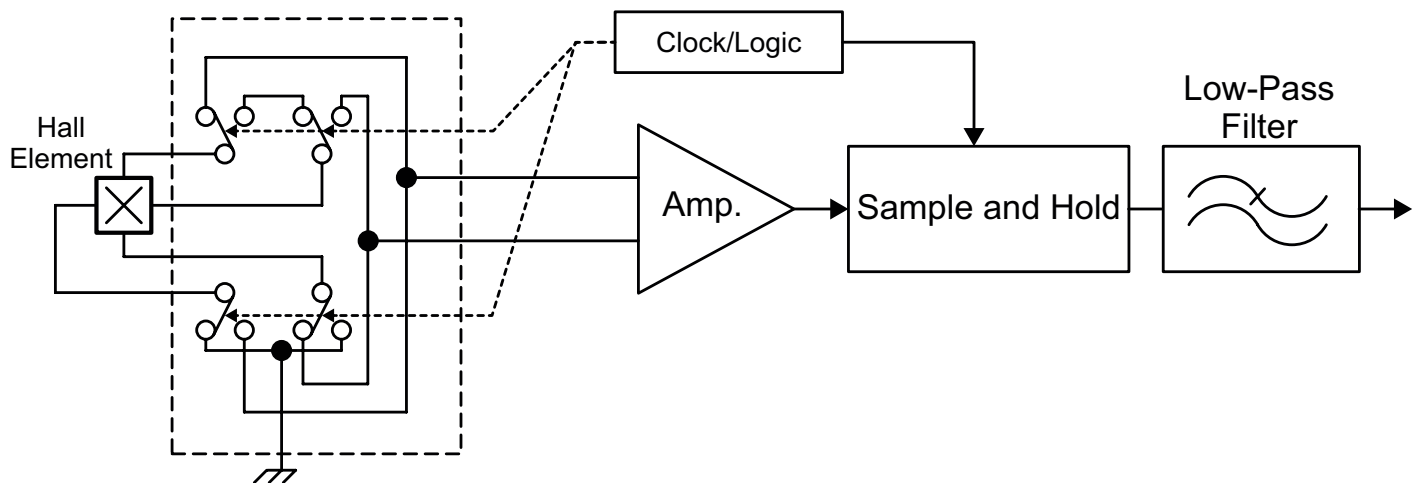 Clock/Logic
Hall
Element
Amp.
Sample and Hold
Low-Pass
Filter